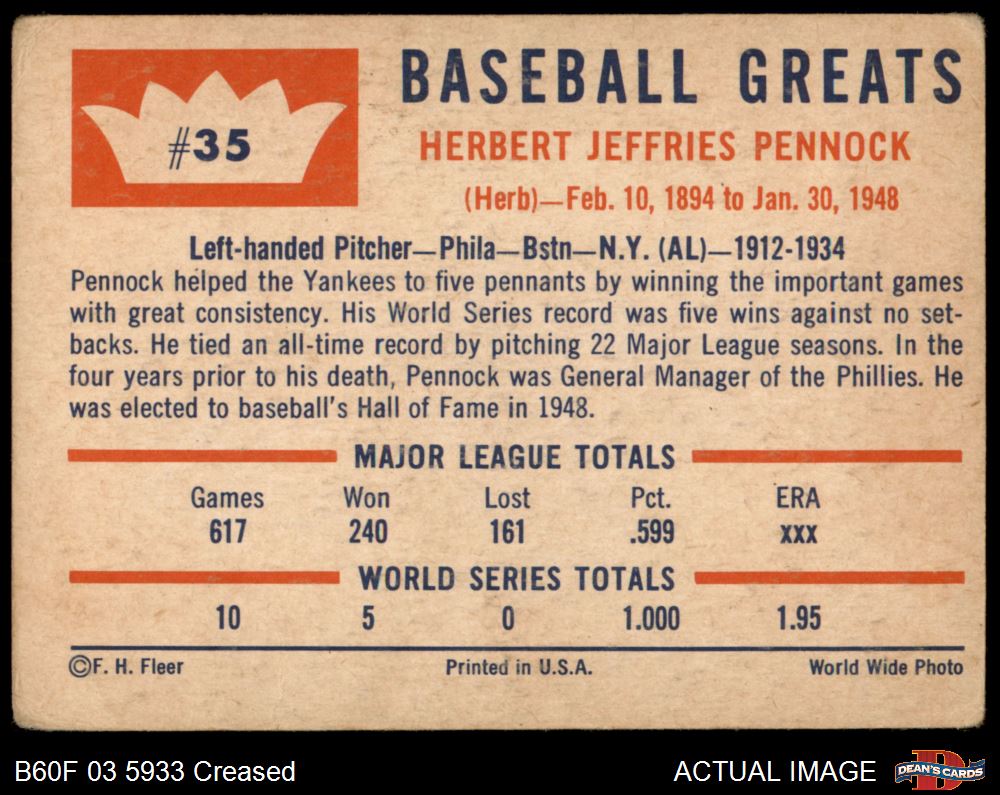 #35
BASEBALL GREATS
HERBERT JEFFRIES PENNOCK
(Herb)—Feb. 10, 1894 to Jan. 30, 1948
Left-handed Pitcher—Phila—Bstn—N.Y. (AL)—1912-1934
Pennock helped the Yankees to five pennants by winning the important games
with great consistency. His World Series record was five wins against no set-
backs. He tied an all-time record by pitching 22 Major League seasons. In the
four years prior to his death, Pennock was General Manager of the Phillies. He
was elected to baseball's Hall of Fame in 1948.
MAJOR LEAGUE TOTALS
Games Won Lost Pct. ERA
617 240 161 .599 xxx
WORLD SERIES TOTALS
10 5 0 1.000 1.95
©F. H. Fleer Printed in U.S.A. World Wide Photo
B60F 03 5933 Creased ACTUAL IMAGE D DEAN'S CARDS